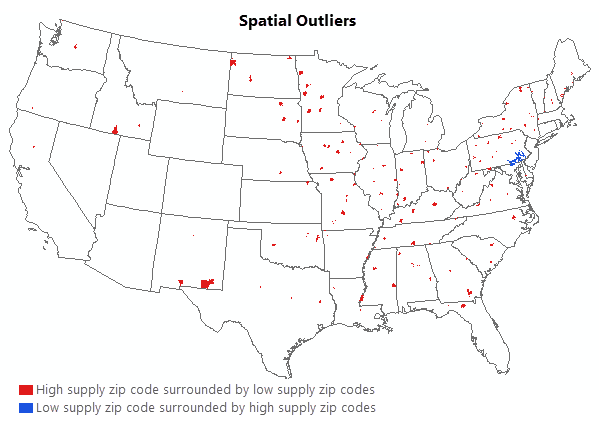 Spatial Outliers
High supply zip code surrounded by low supply zip codes
Low supply zip code surrounded by high supply zip codes